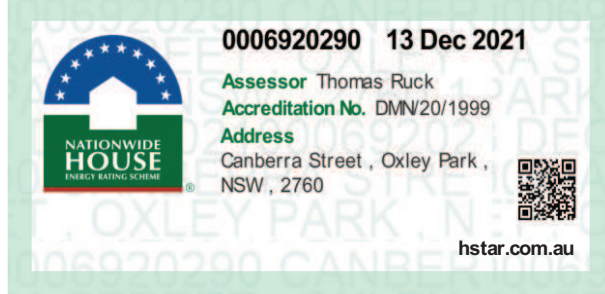 0006920290 13 Dec 2021
Assessor Thomas Ruck
Accreditation No. DMN/20/1999
Address
Canberra Street , Oxley Park ,
NSW , 2760
NATIONWIDE
HOUSE
ENERGY RATING SCHEME
®
hstar.com.au